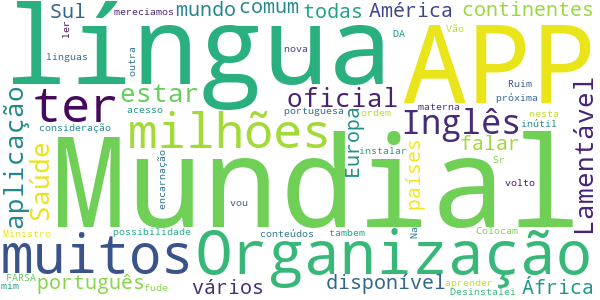 Sul mereciamos mundo comum todas América continentes
ler
língua APP
linguas outra nova DA Vão
Ruim próxima
ter estar oficial materna
aplicação acesso portuguesa ordem nesta inútil
consideração milhões Inglês
Mundial
Saúde encarnação Europa instalar países falar Sr Lamentável
vou volto
Ministro possibilidade conteúdos tambem Na Colocam
muitos Organização
FARSA português vários disponível aprender África
mim fude Desinstalei